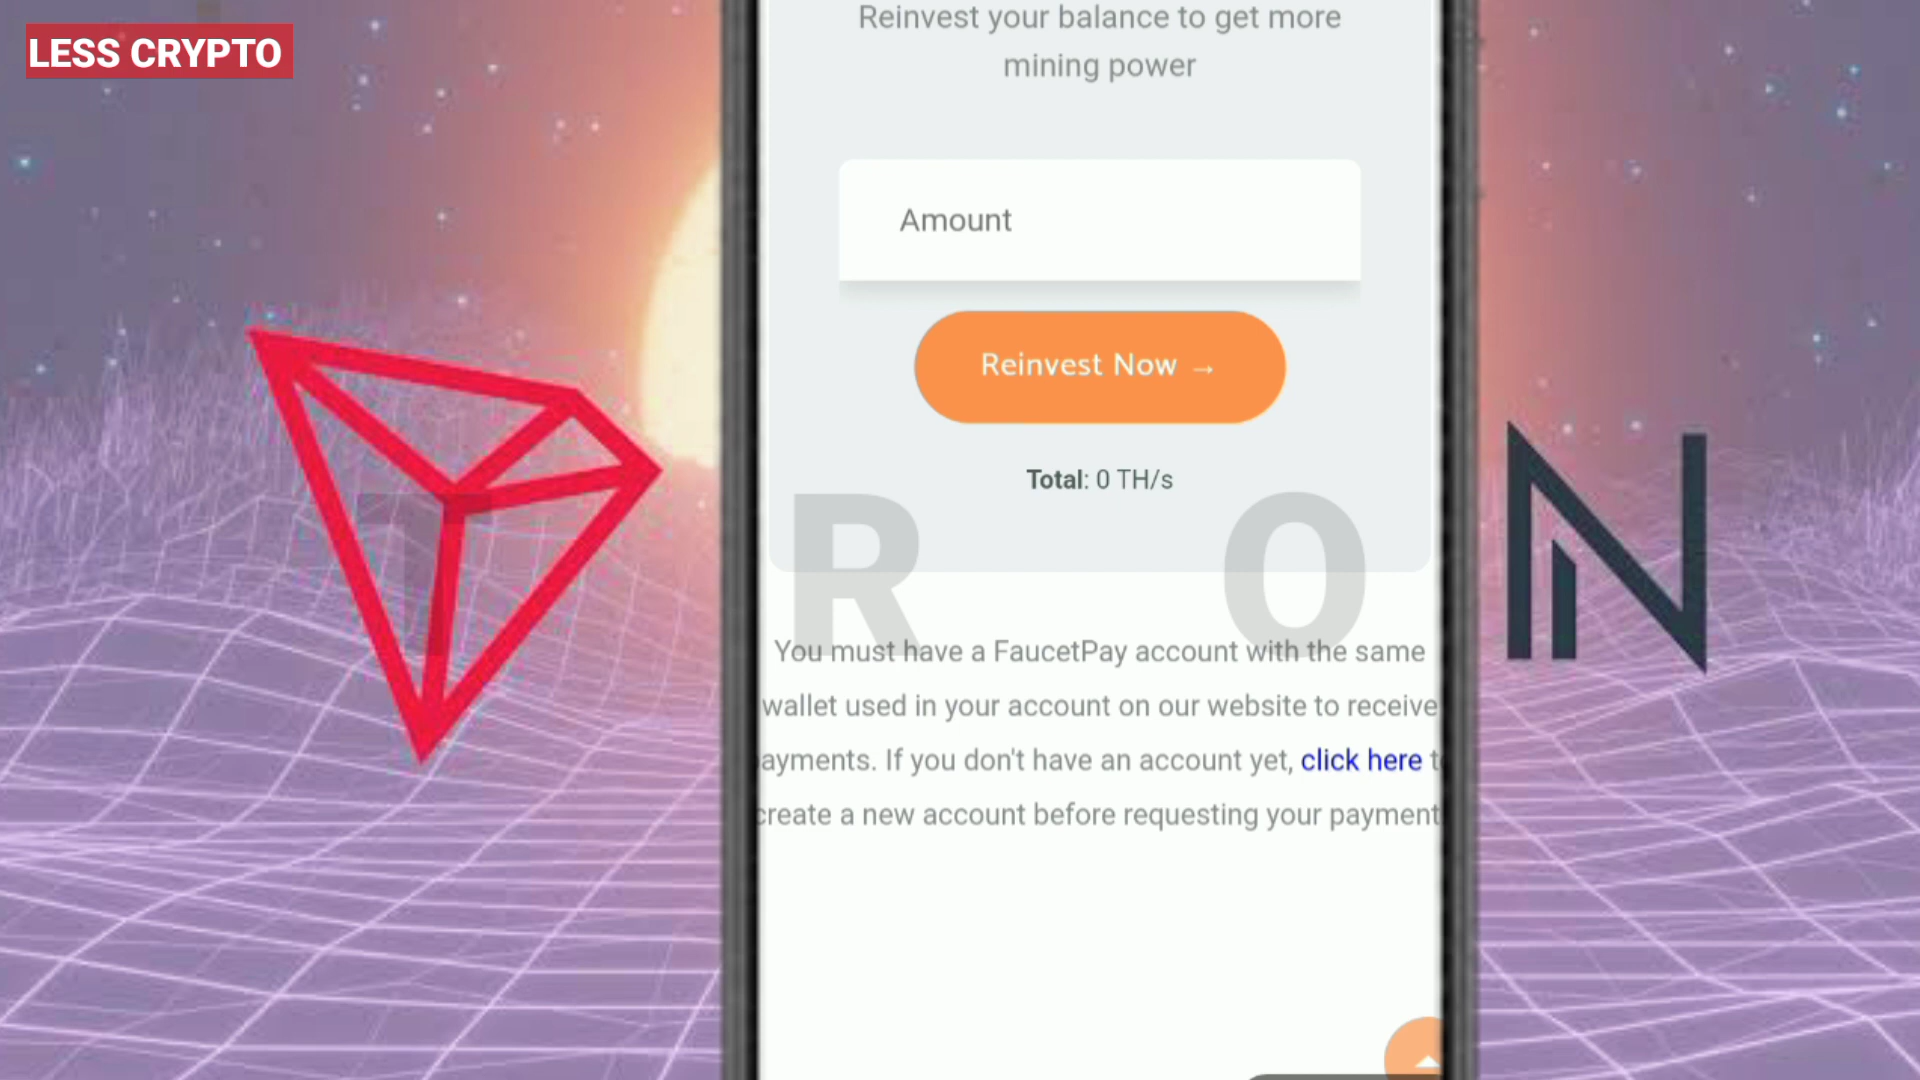 LESS CRYPTO
Reinvest your balance to get more
mining power
Amount
Reinvest Now →
Total: 0 TH/s
T R O N
You must have a FaucetPay account with the same
wallet used in your account on our website to receive
ayments. If you don't have an account yet, click here t
create a new account before requesting your payment